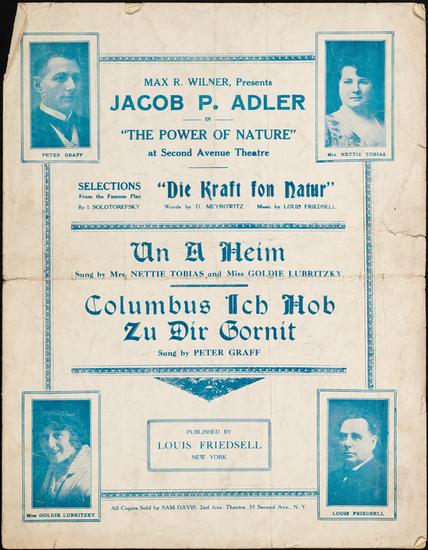 MAX R. WILNER, Presents
JACOB P. ADLER
IN
"THE POWER OF NATURE"
at Second Avenue Theatre
PETER GRAFF
Mrs. NETTIE TOBIAS
SELECTIONS
From the Famous Play
By I. SOLOTOREFSKY
"Die Kraft fon Natur"
Words by D. MEYROWITZ Music by LOUIS FRIEDSELL
Un A Heim
Sung by Mrs. NETTIE TOBIAS and Miss GOLDIE LUBRITZKY
Columbus Ich Hob
Zu Dir Gornit
Sung by PETER GRAFF
PUBLISHED BY
LOUIS FRIEDSELL
NEW YORK
Miss GOLDIE LUBRITZKY
LOUIS FRIEDSELL
All Copies Sold by SAM DAVIS, 2nd Ave. Theatre, 35 Second Ave., N. Y.